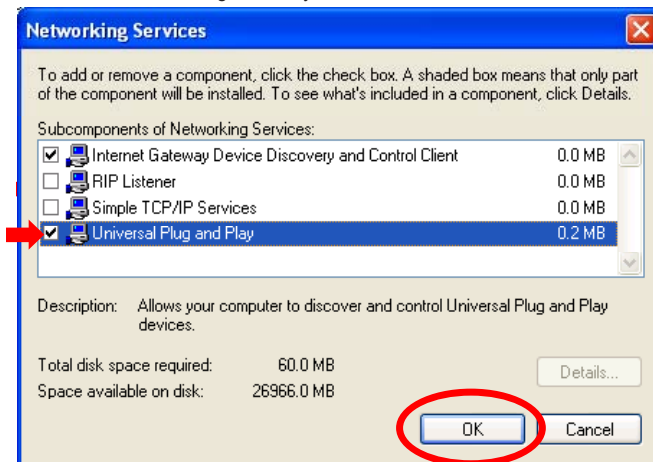 Networking Services
To add or remove a component, click the check box. A shaded box means that only part
of the component will be installed. To see what's included in a component, click Details.
Subcomponents of Networking Services:
Internet Gateway Device Discovery and Control Client 0.0 MB
RIP Listener 0.0 MB
Simple TCP/IP Services 0.0 MB
Universal Plug and Play 0.2 MB
Description: Allows your computer to discover and control Universal Plug and Play
devices.
Total disk space required: 60.0 MB
Details...
Space available on disk: 26966.0 MB
OK Cancel